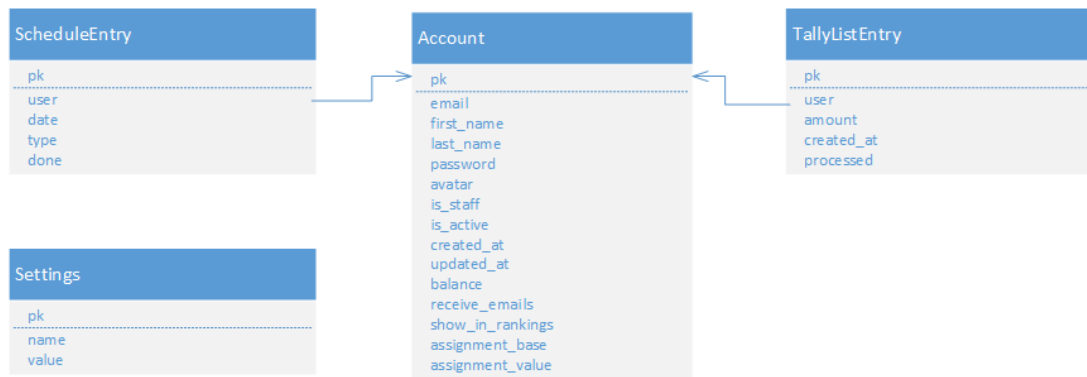 ScheduleEntry
pk
user
date
type
done
Account
pk
email
first_name
last_name
password
avatar
is_staff
is_active
created_at
updated_at
balance
receive_emails
show_in_rankings
assignment_base
assignment_value
TallyListEntry
pk
user
amount
created_at
processed
Settings
pk
name
value